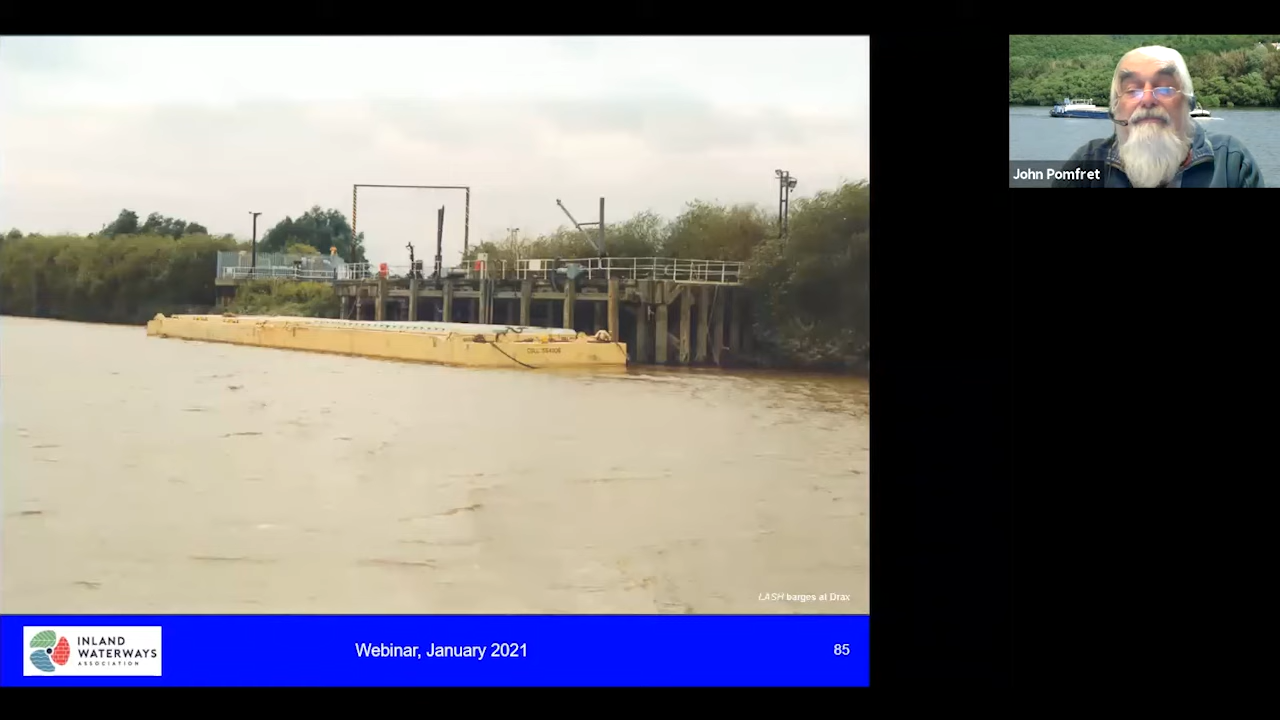 John Pomfret
LASH barges at Drax
INLAND
WATERWAYS
ASSOCIATION
Webinar, January 2021
85